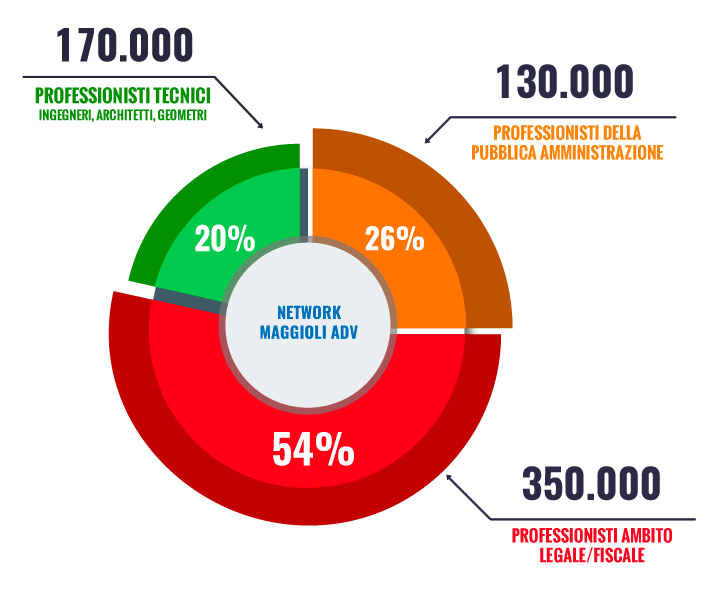 170.000
PROFESSIONISTI TECNICI
INGEGNERI, ARCHITETTI, GEOMETRI
130.000
PROFESSIONISTI DELLA
PUBBLICA AMMINISTRAZIONE
20%
26%
NETWORK
MAGGIOLI ADV
54%
350.000
PROFESSIONISTI AMBITO
LEGALE/FISCALE